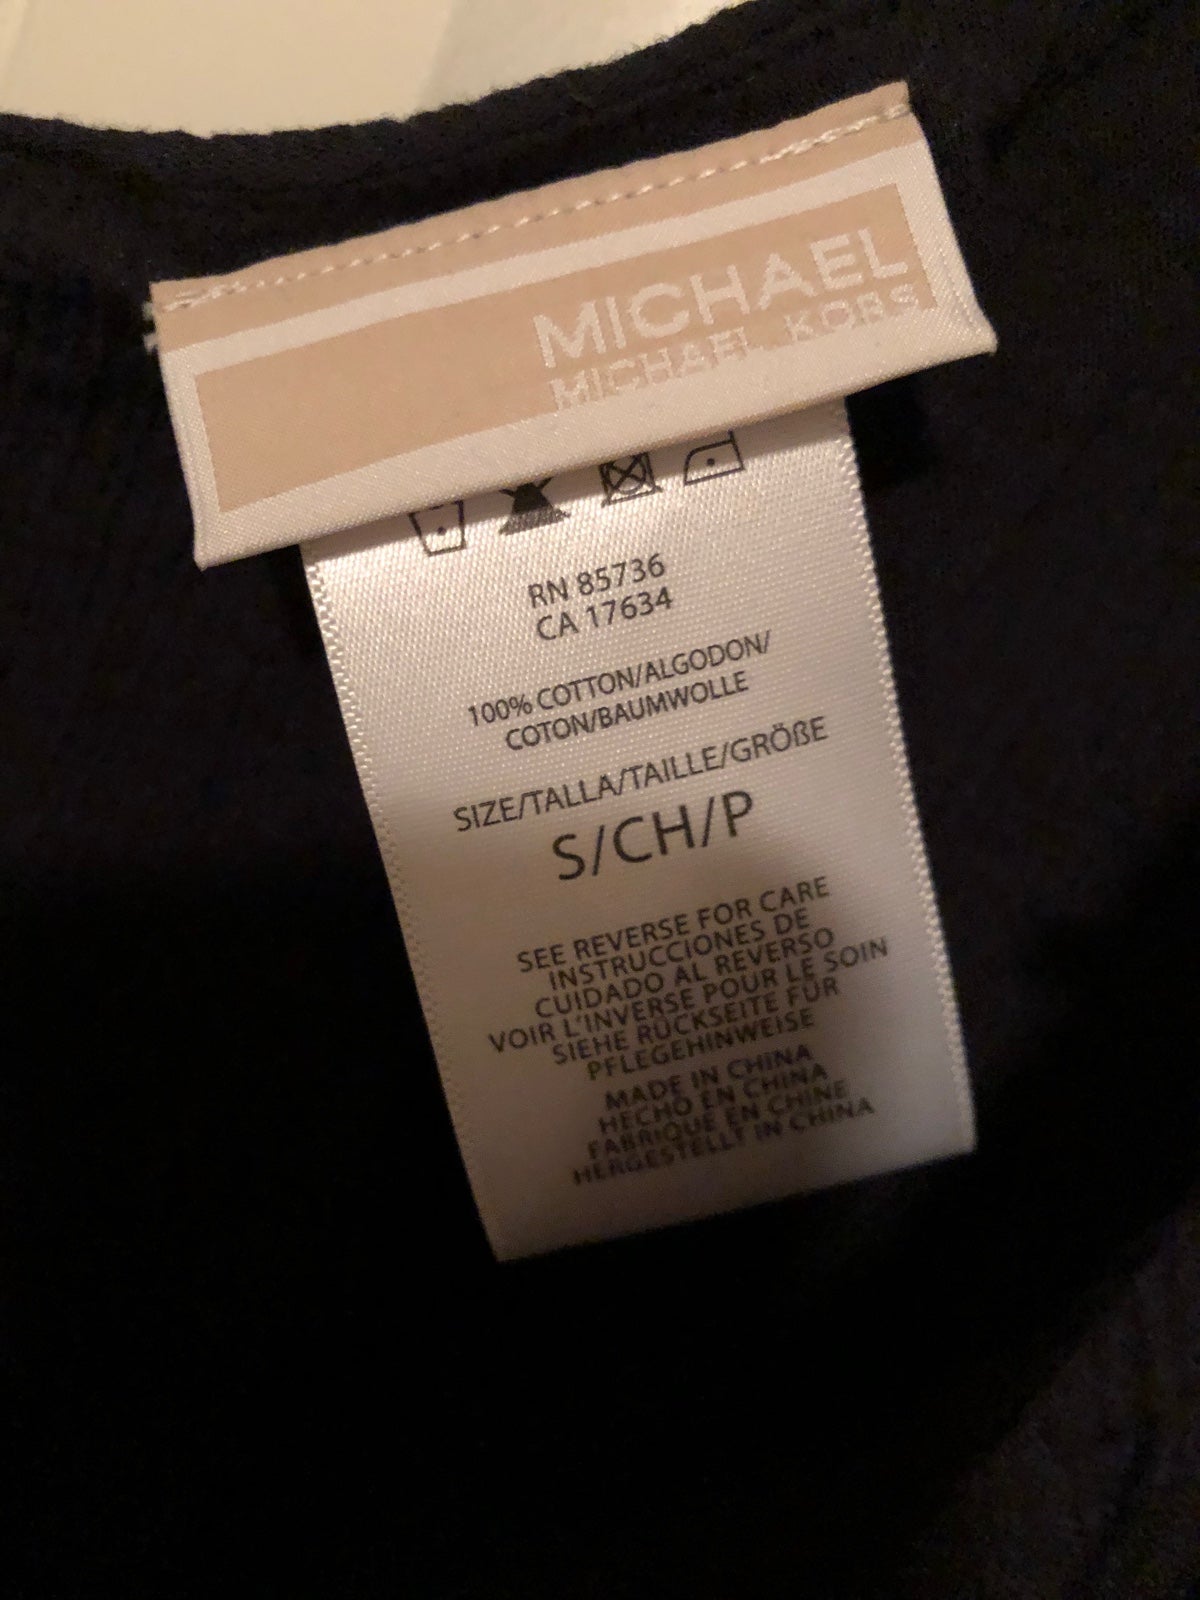 MICHAEL
MICHAEL KORS
RN 85736
CA 17634
100% COTTON/ALGODON/
COTON/BAUMWOLLE
SIZE/TALLA/TAILLE/GRÖßE
S/CH/P
SEE REVERSE FOR CARE
INSTRUCCIONES DE
CUIDADO AL REVERSO
VOIR L'INVERSE POUR LE SOIN
SIEHE RÜCKSEITE FÜR
PFLEGEHINWEISE
MADE IN CHINA
HECHO EN CHINA
FABRIQUE EN CHINE
HERGESTELLT IN CHINA